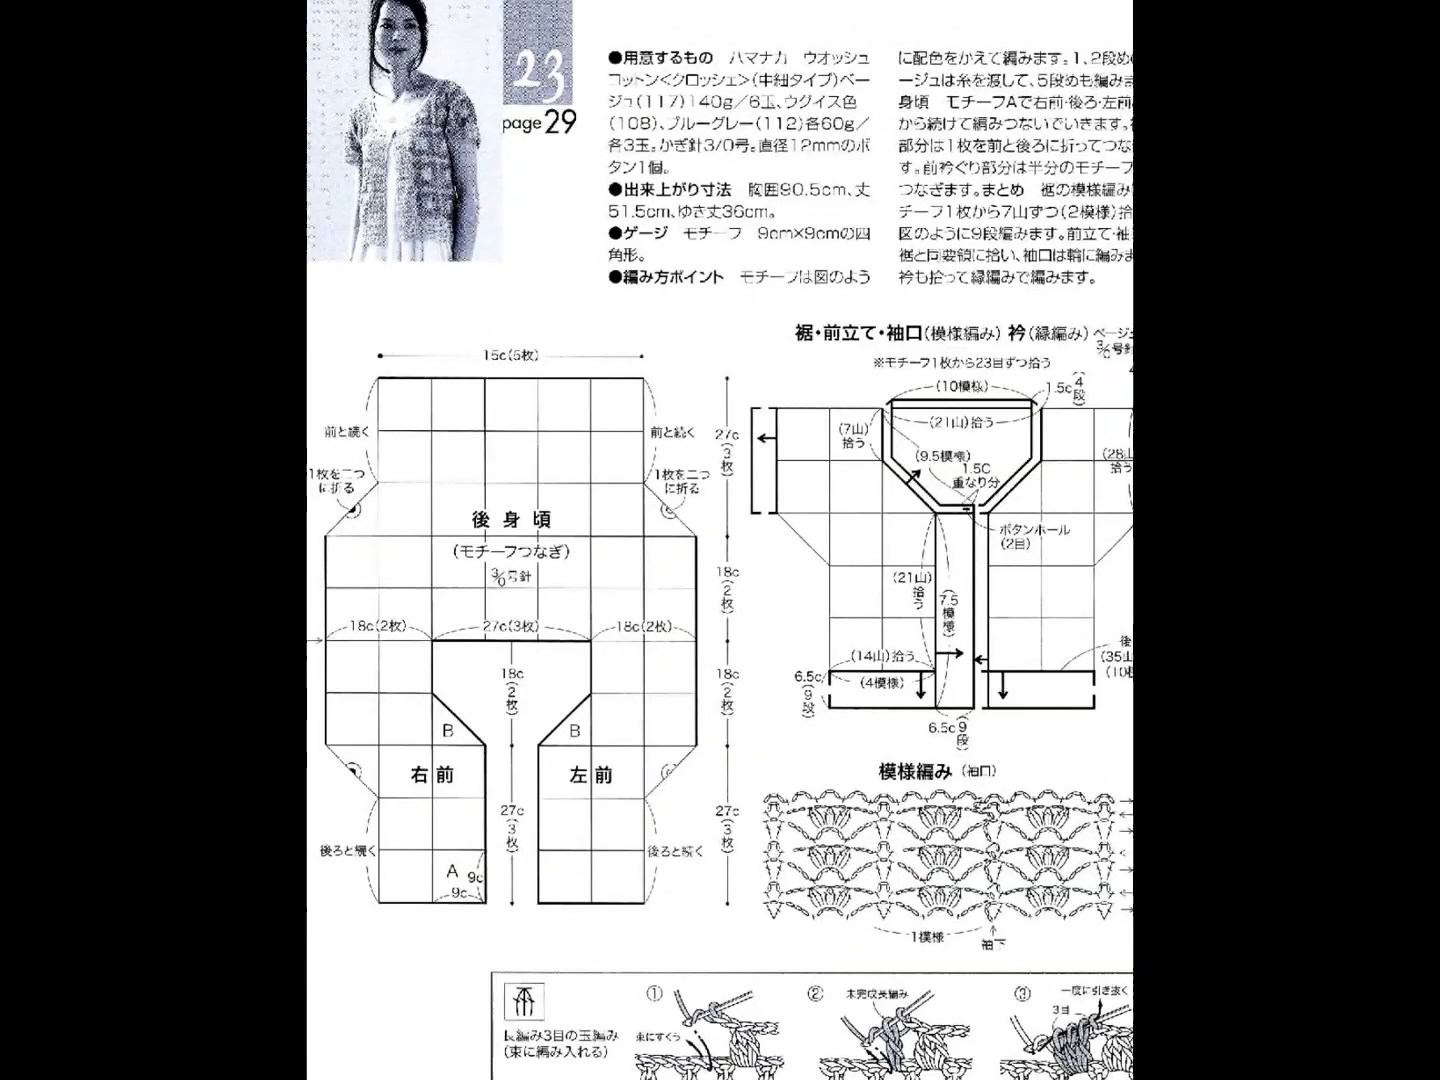 23
page29
●用意するもの ハマナカ ウオッシュ
コットン<クロッシェ>(中細タイプ)ベー
ジュ(117)140g/6玉、ウグイス色
(108)、ブルーグレー(112)各60g/
各3玉。かぎ針3/0号。直径12mmのボ
タン1個。
●出来上がり寸法 胸囲90.5cm、丈
51.5cm、ゆき丈36cm。
●ゲージ モチーフ 9cm×9cmの四
角形。
●編み方ポイント モチーフは図のよう
に配色をかえて編みます。1、2段め
ージュは糸を渡して、5段めも編み
身頃 モチーフAで右前・後ろ・左前
から続けて編みつないでいきます。
部分は1枚を前と後ろに折ってつな
す。前衿ぐり部分は半分のモチーフ
つなぎます。まとめ 裾の模様編み
チーフ1枚から7山ずつ(2模様)拾
図のように9段編みます。前立て・袖
裾と同要領に拾い、袖口は輪に編み
衿も拾って縁編みで編みます。
裾・前立て・袖口(模様編み) 衿(縁編み) ベージュ
3/0号針
※モチーフ1枚から23目ずつ拾う
15c(5枚)
前と続く
前と続く
1枚を二つ
に折る
1枚を二つ
に折る
後身頃
(モチーフつなぎ)
3/0号針
27c(3枚)
18c(2枚)
18c(2枚)
27c(3枚)
18c(2枚)
27c(3枚)
18c(2枚)
18c(2枚)
B
B
右前
左前
27c(3枚)
後ろと続く
後ろと続く
A
9c
9c
(10模様)
1.5c(4段)
(21山)拾う
(7山)拾う
(9.5模様)
1.5C
重なり分
(28山
拾う
ボタンホール
(2目)
(21山)拾う
(7.5模様)
(14山)拾う
(4模様)
6.5c(9段)
6.5c(9段)
後
(35山
(10
模様編み (袖口)
1模様
袖下
長編み3目の玉編み
(束に編み入れる)
①
束にすくう
②
未完成長編み
③
一度に引き抜く
3目